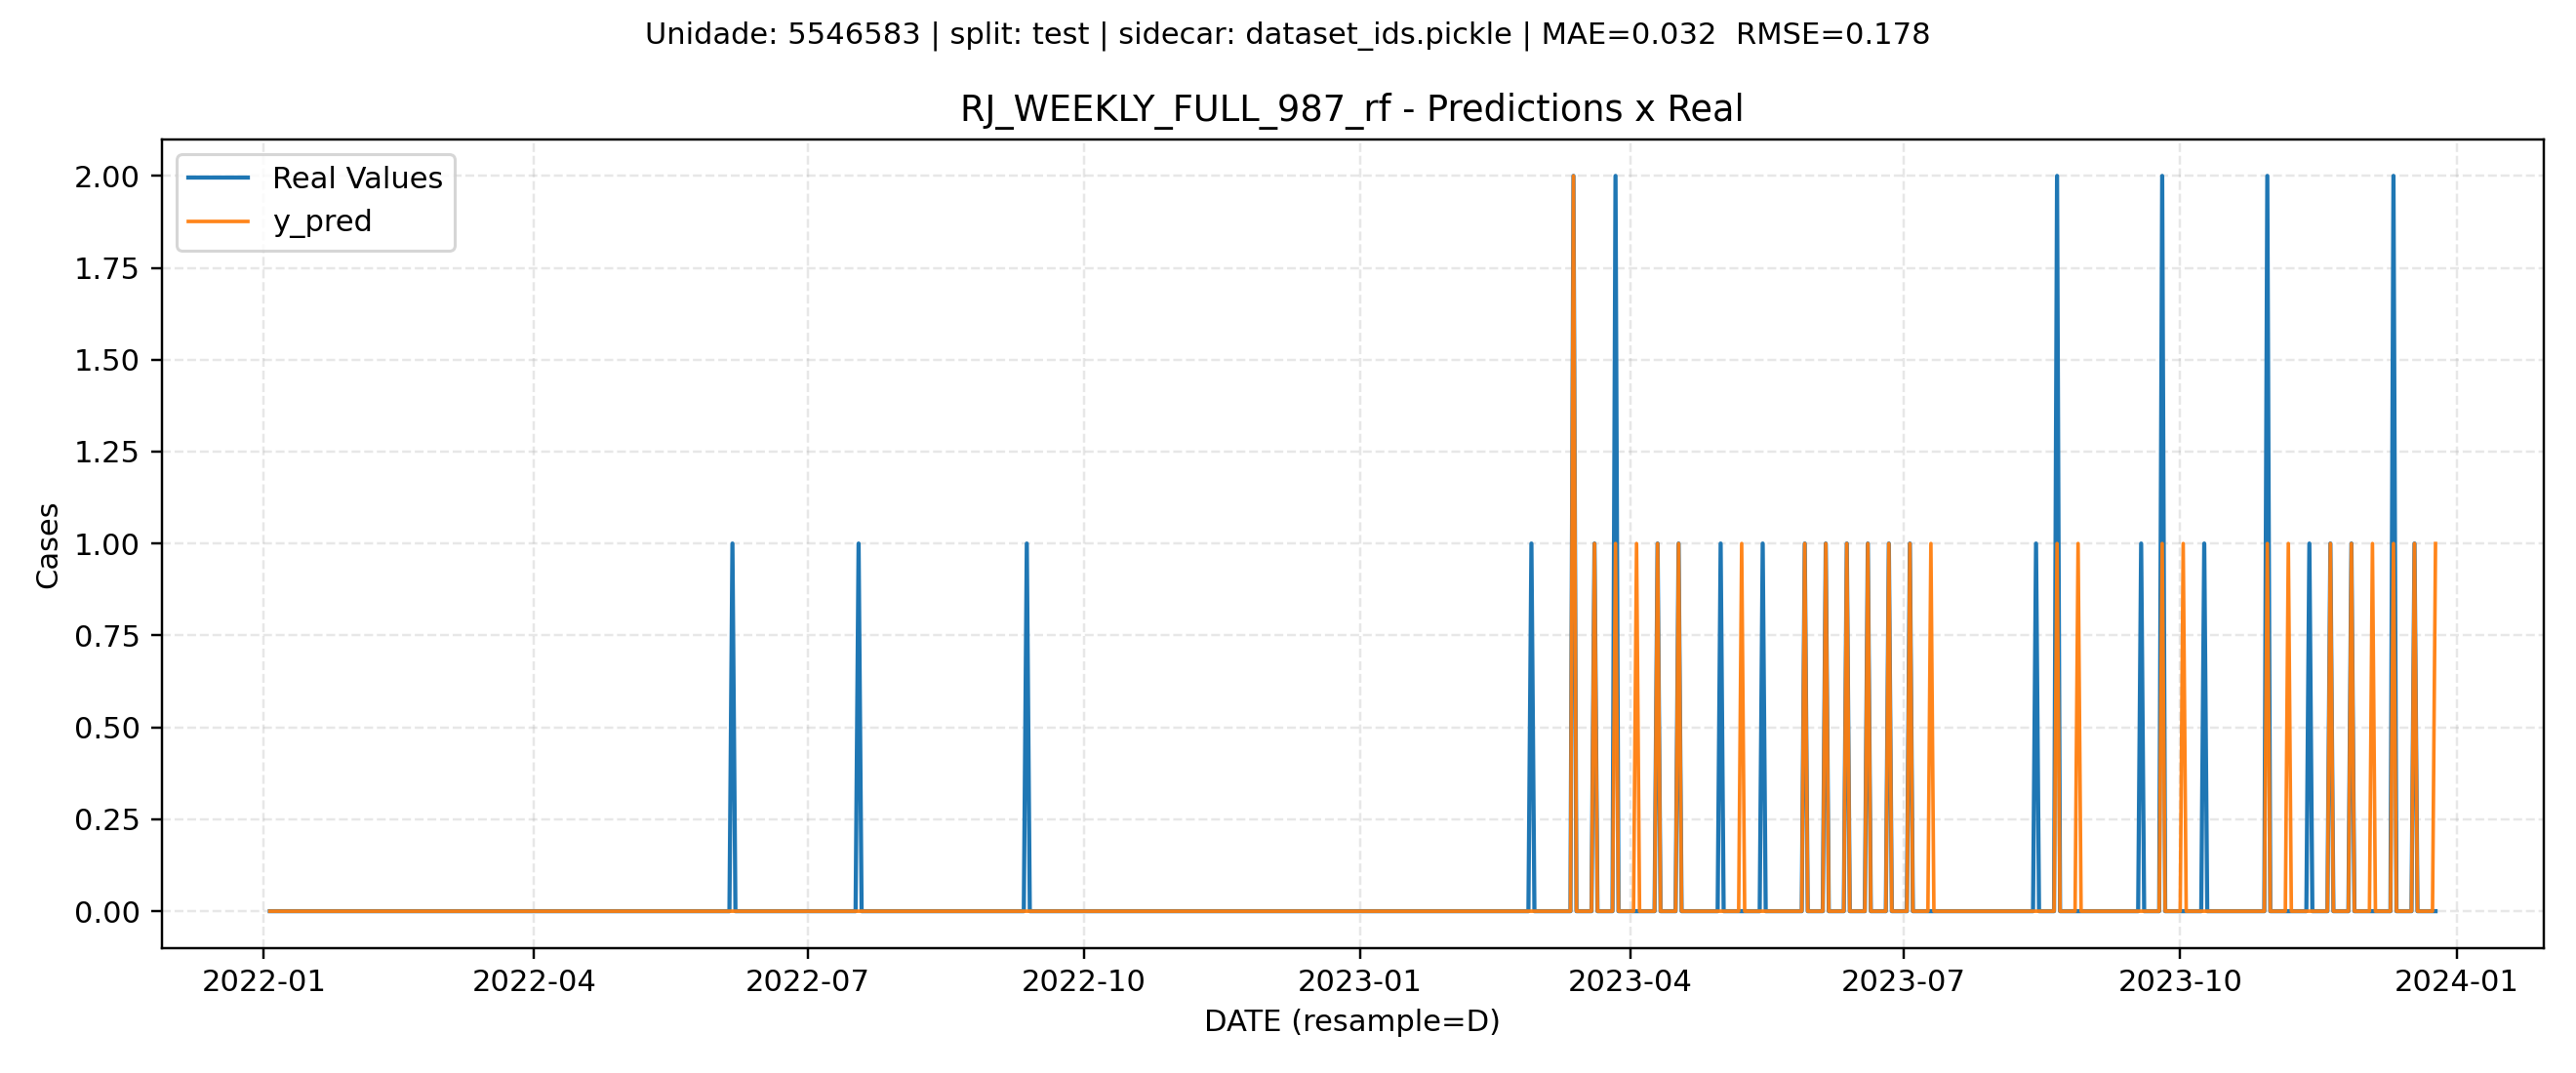 Unidade: 5546583 | split: test | sidecar: dataset_ids.pickle | MAE=0.032  RMSE=0.178
RJ_WEEKLY_FULL_987_rf - Predictions x Real
Real Values
y_pred
Cases
2.00
1.75
1.50
1.25
1.00
0.75
0.50
0.25
0.00
2022-01 2022-04 2022-07 2022-10 2023-01 2023-04 2023-07 2023-10 2024-01
DATE (resample=D)